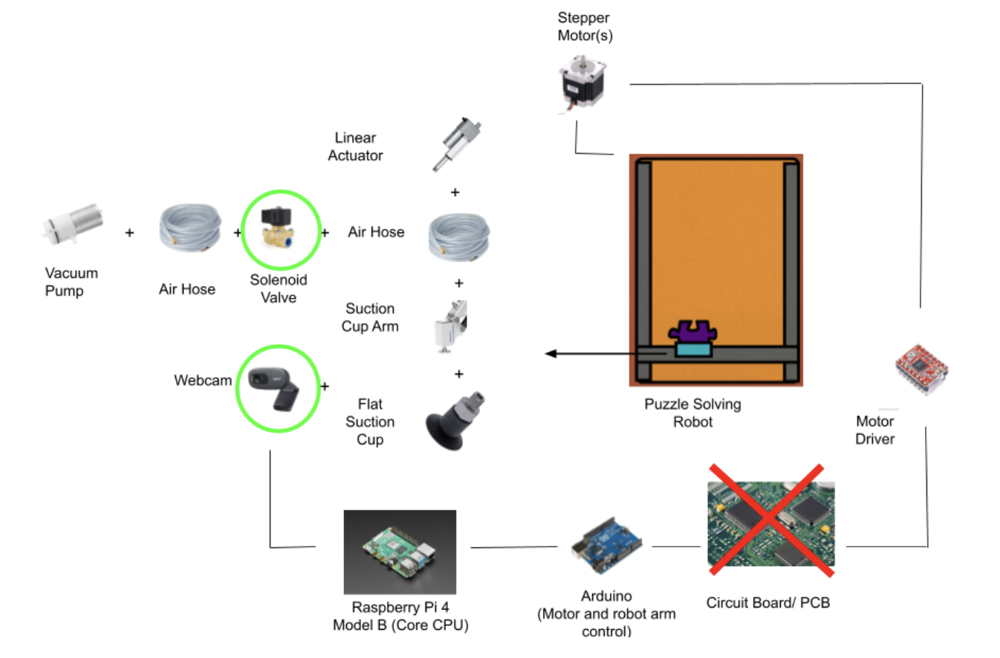 Stepper
Motor(s)
Linear
Actuator
+
Vacuum
Pump
+
Air Hose
+
Solenoid
Valve
+
Air Hose
+
Suction
Cup Arm
+
Webcam
+
Flat
Suction
Cup
Puzzle Solving
Robot
Motor
Driver
Raspberry Pi 4
Model B (Core CPU)
Arduino
(Motor and robot arm
control)
Circuit Board/ PCB